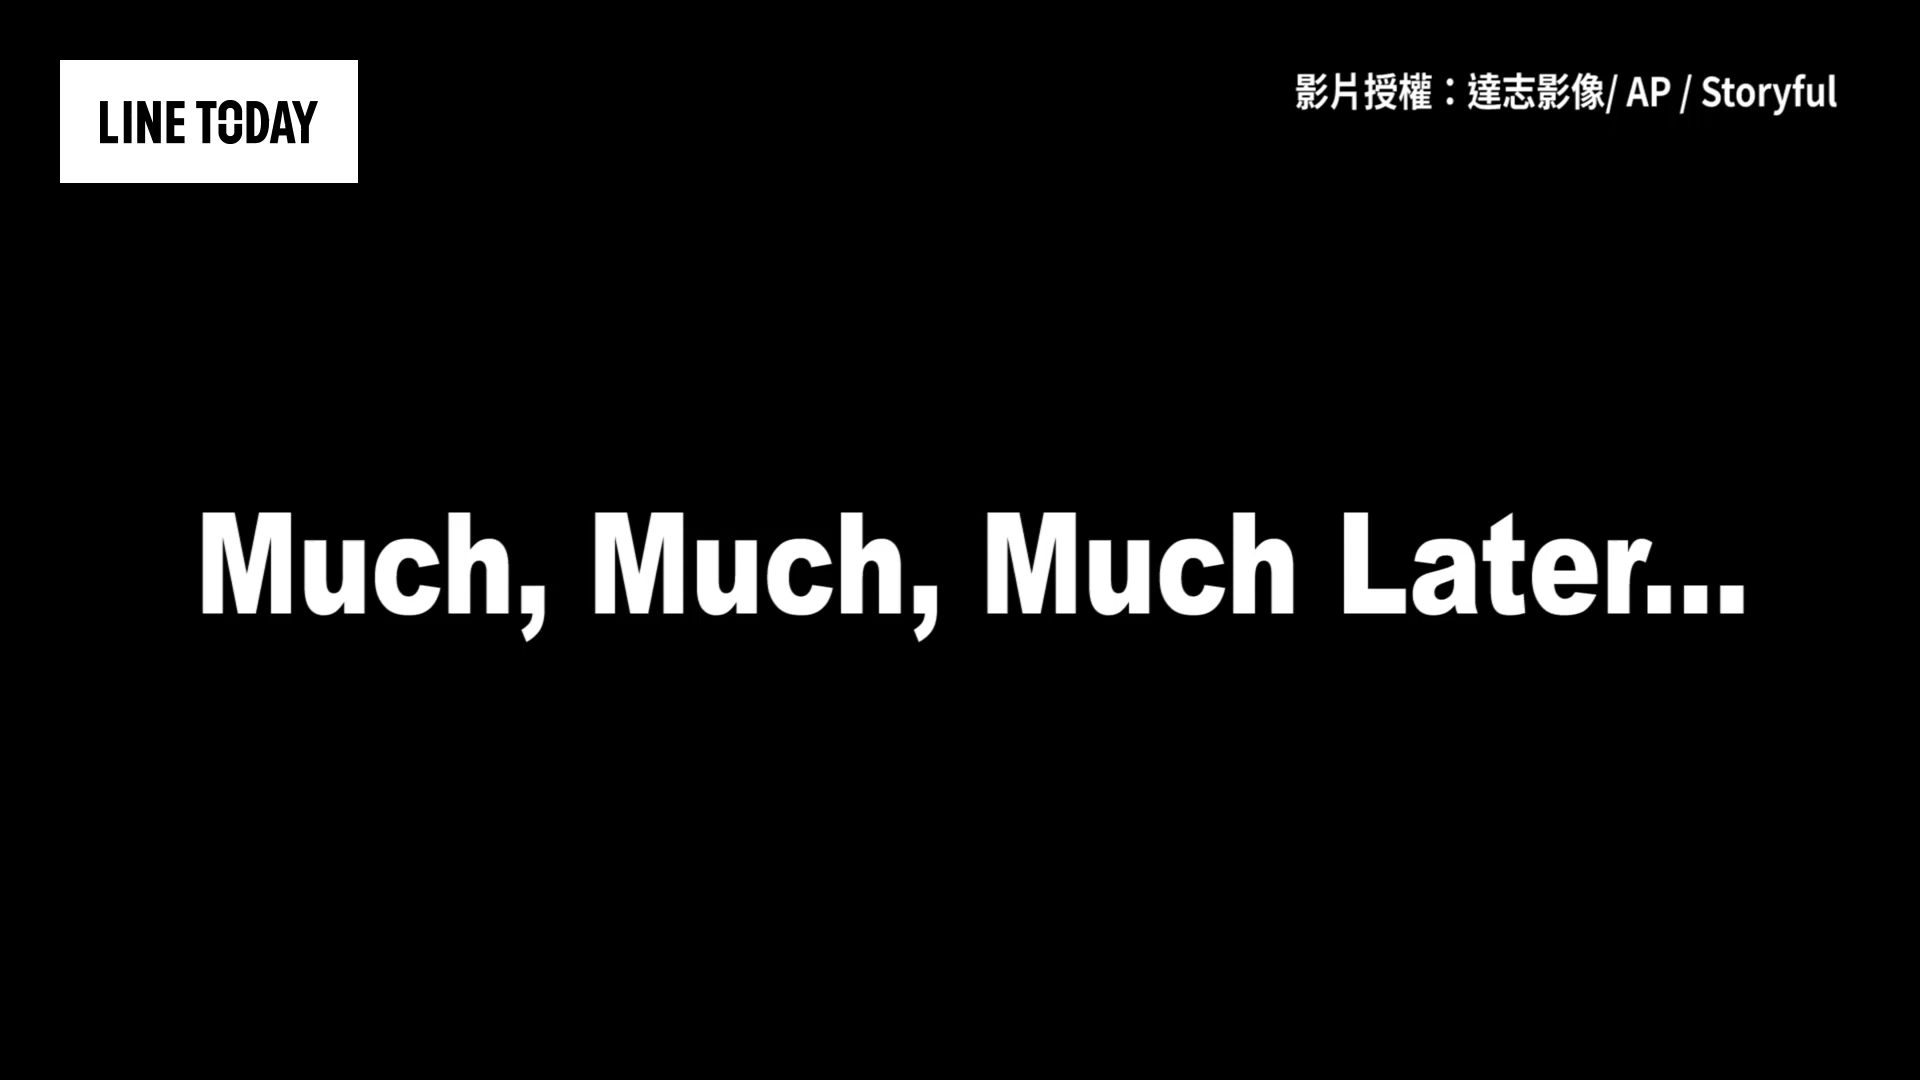 LINE TODAY
影片授權：達志影像/ AP / Storyful
Much, Much, Much Later...